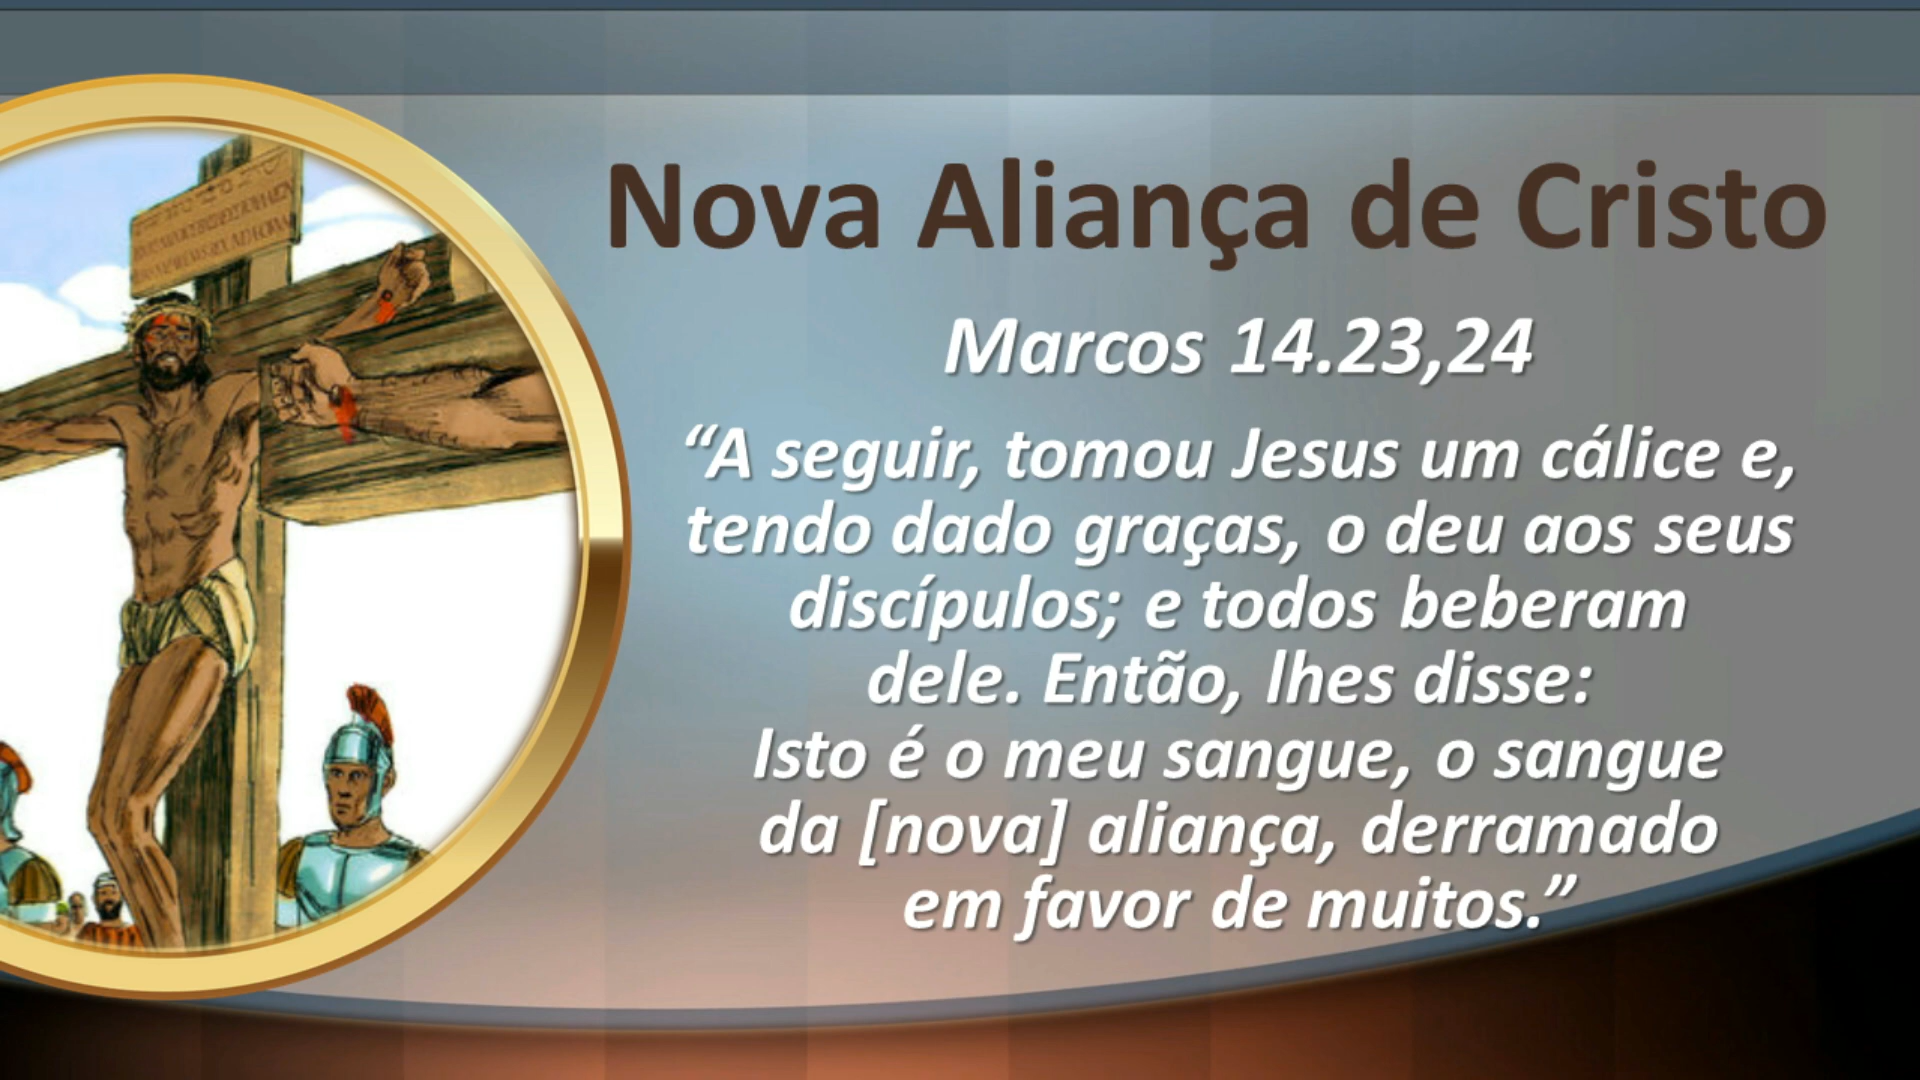 Nova Aliança de Cristo
Marcos 14.23,24
“A seguir, tomou Jesus um cálice e,
tendo dado graças, o deu aos seus
discípulos; e todos beberam
dele. Então, lhes disse:
Isto é o meu sangue, o sangue
da [nova] aliança, derramado
em favor de muitos.”